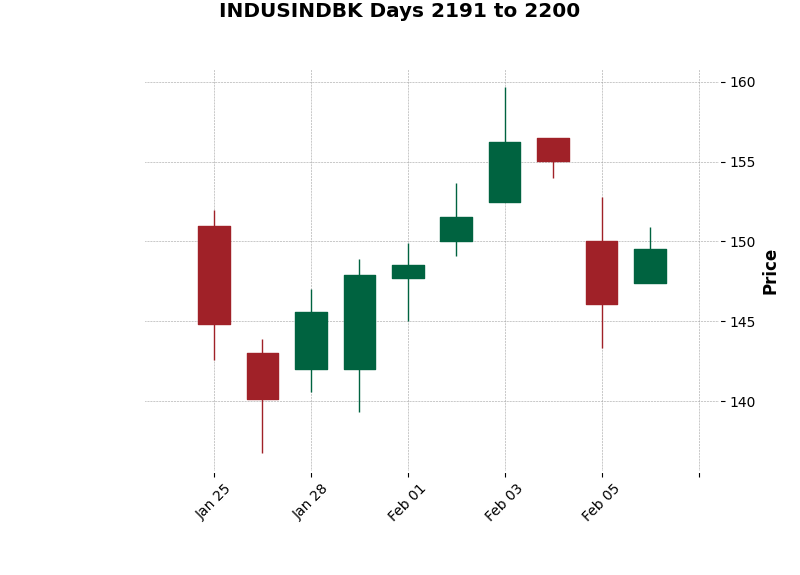 INDUSINDBK Days 2191 to 2200
160
155
150
145
140
Price
Jan 25
Jan 28
Feb 01
Feb 03
Feb 05